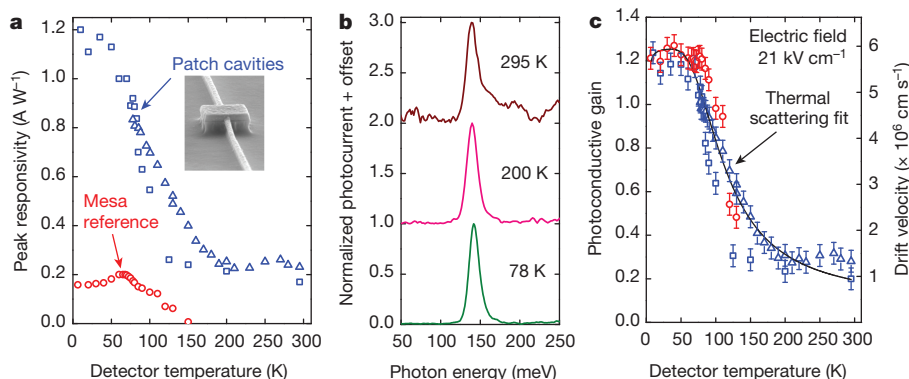 a
Peak responsivity (A W⁻¹)
1.2
1.0
0.8
0.6
0.4
0.2
0
Patch cavities
Mesa
reference
0 50 100 150 200 250 300
Detector temperature (K)
b
Normalized photocurrent + offset
3.0
2.5
2.0
1.5
1.0
0.5
0.0
295 K
200 K
78 K
0 50 100 150 200 250
Photon energy (meV)
c
Photoconductive gain
1.4
1.2
1.0
0.8
0.6
0.4
0.2
0.0
Electric field
21 kV cm⁻¹
Thermal
scattering fit
6
5
4
3
2
1
Drift velocity (× 10⁶ cm s⁻¹)
0 50 100 150 200 250 300
Detector temperature (K)